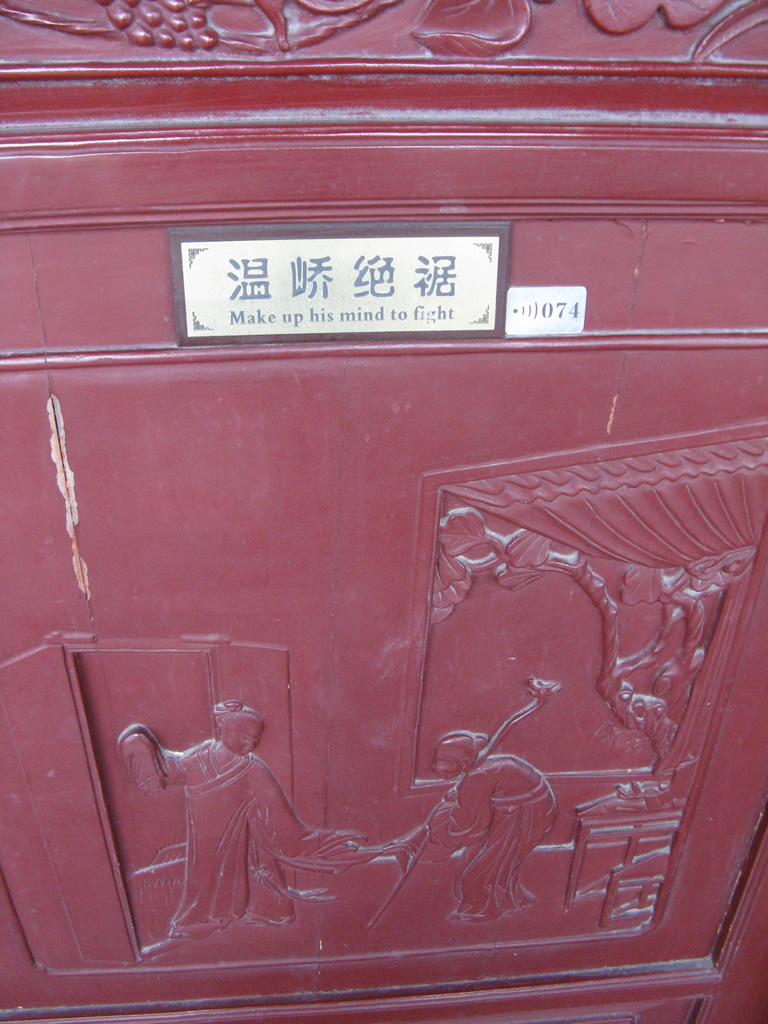 温峤绝裾
Make up his mind to fight
074